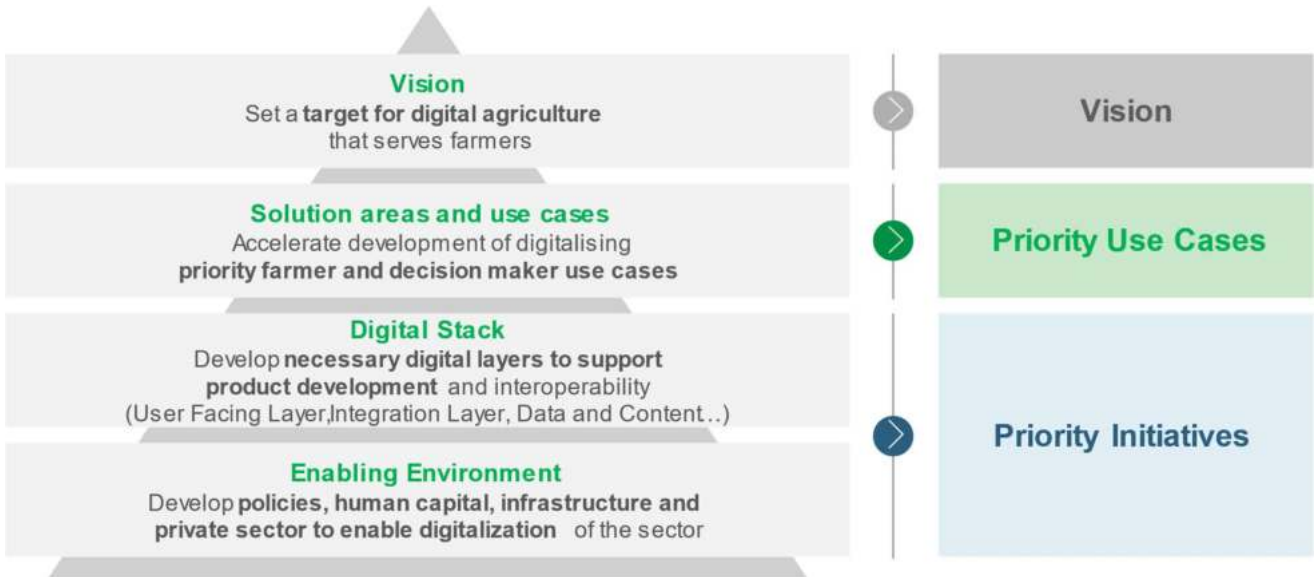 Vision
Set a target for digital agriculture
that serves farmers
Vision
Solution areas and use cases
Accelerate development of digitalising
priority farmer and decision maker use cases
Priority Use Cases
Digital Stack
Develop necessary digital layers to support
product development and interoperability
(User Facing Layer,Integration Layer, Data and Content…)
Enabling Environment
Develop policies, human capital, infrastructure and
private sector to enable digitalization of the sector
Priority Initiatives